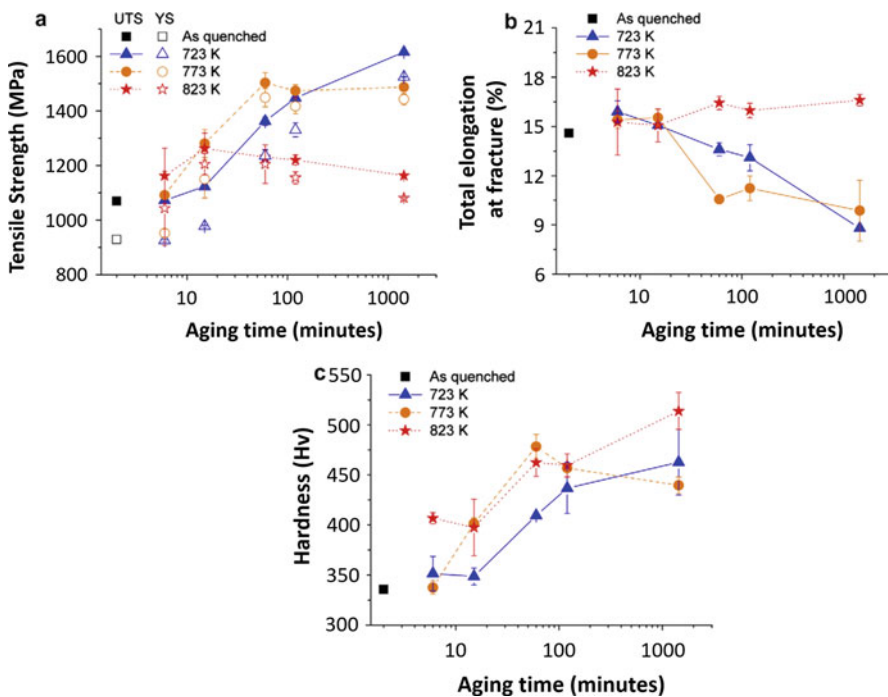 a
UTS YS
As quenched
723 K
773 K
823 K
1600
1400
1200
1000
800
Tensile Strength (MPa)
10 100 1000
Aging time (minutes)
b
As quenched
723 K
773 K
823 K
21
18
15
12
9
6
Total elongation
at fracture (%)
10 100 1000
Aging time (minutes)
c
As quenched
723 K
773 K
823 K
550
500
450
400
350
300
Hardness (Hv)
10 100 1000
Aging time (minutes)